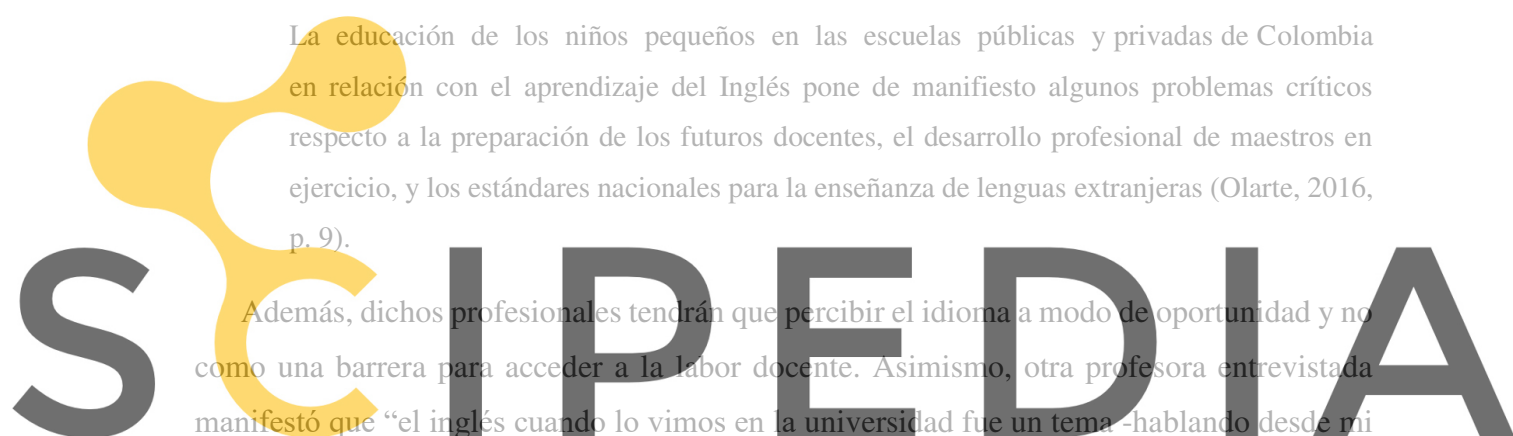 La educación de los niños pequeños en las escuelas públicas y privadas de Colombia
en relación con el aprendizaje del Inglés pone de manifiesto algunos problemas críticos
respecto a la preparación de los futuros docentes, el desarrollo profesional de maestros en
ejercicio, y los estándares nacionales para la enseñanza de lenguas extranjeras (Olarte, 2016,
p. 9).
SCIPEDIA
Además, dichos profesionales tendrán que percibir el idioma a modo de oportunidad y no
como una barrera para acceder a la labor docente. Asimismo, otra profesora entrevistada
manifestó que “el inglés cuando lo vimos en la universidad fue un tema -hablando desde mi